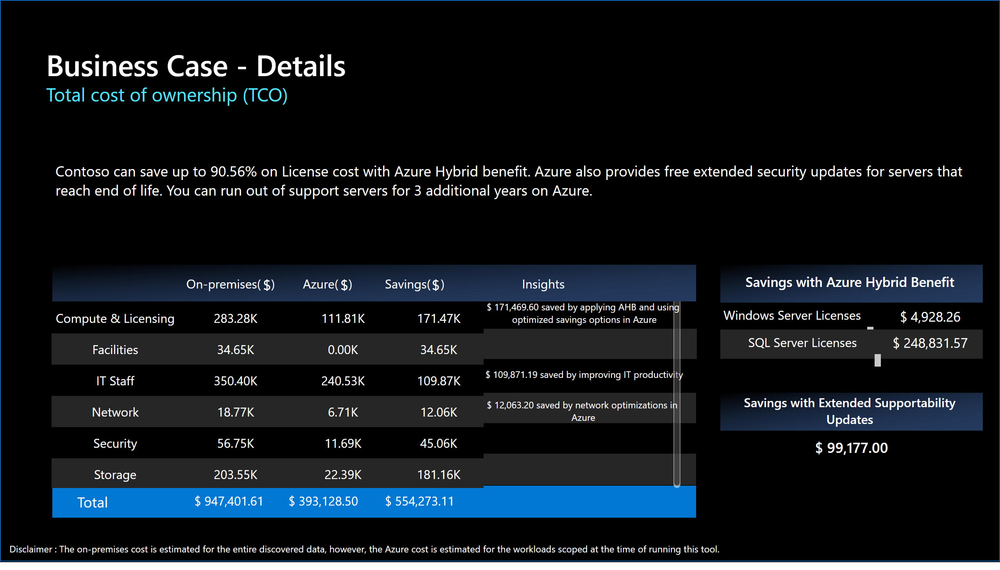 Business Case - Details
Total cost of ownership (TCO)
Contoso can save up to 90.56% on License cost with Azure Hybrid benefit. Azure also provides free extended security updates for servers that
reach end of life. You can run out of support servers for 3 additional years on Azure.
On-premises($) Azure($) Savings($) Insights
Compute & Licensing 283.28K 111.81K 171.47K $ 171,469.60 saved by applying AHB and using
optimized savings options in Azure
Facilities 34.65K 0.00K 34.65K
IT Staff 350.40K 240.53K 109.87K $ 109,871.19 saved by improving IT productivity
Network 18.77K 6.71K 12.06K $ 12,063.20 saved by network optimizations in
Azure
Security 56.75K 11.69K 45.06K
Storage 203.55K 22.39K 181.16K
Total $ 947,401.61 $ 393,128.50 $ 554,273.11
Savings with Azure Hybrid Benefit
Windows Server Licenses $ 4,928.26
SQL Server Licenses $ 248,831.57
Savings with Extended Supportability
Updates
$ 99,177.00
Disclaimer : The on-premises cost is estimated for the entire discovered data, however, the Azure cost is estimated for the workloads scoped at the time of running this tool.